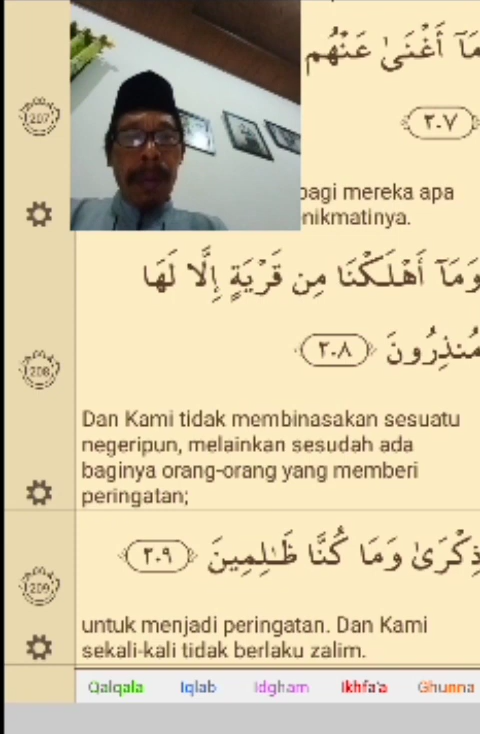 مَآ أَغْنَىٰ عَنْهُم
207
٢٠٧
bagi mereka apa
nikmatinya.
وَمَآ أَهْلَكْنَا مِن قَرْيَةٍ إِلَّا لَهَا
مُنذِرُونَ ٢٠٨
208
Dan Kami tidak membinasakan sesuatu
negeripun, melainkan sesudah ada
baginya orang-orang yang memberi
peringatan;
ذِكْرَىٰ وَمَا كُنَّا ظَـٰلِمِينَ ٢٠٩
209
untuk menjadi peringatan. Dan Kami
sekali-kali tidak berlaku zalim.
Qalqala Iqlab Idgham Ikhfa'a Ghunna